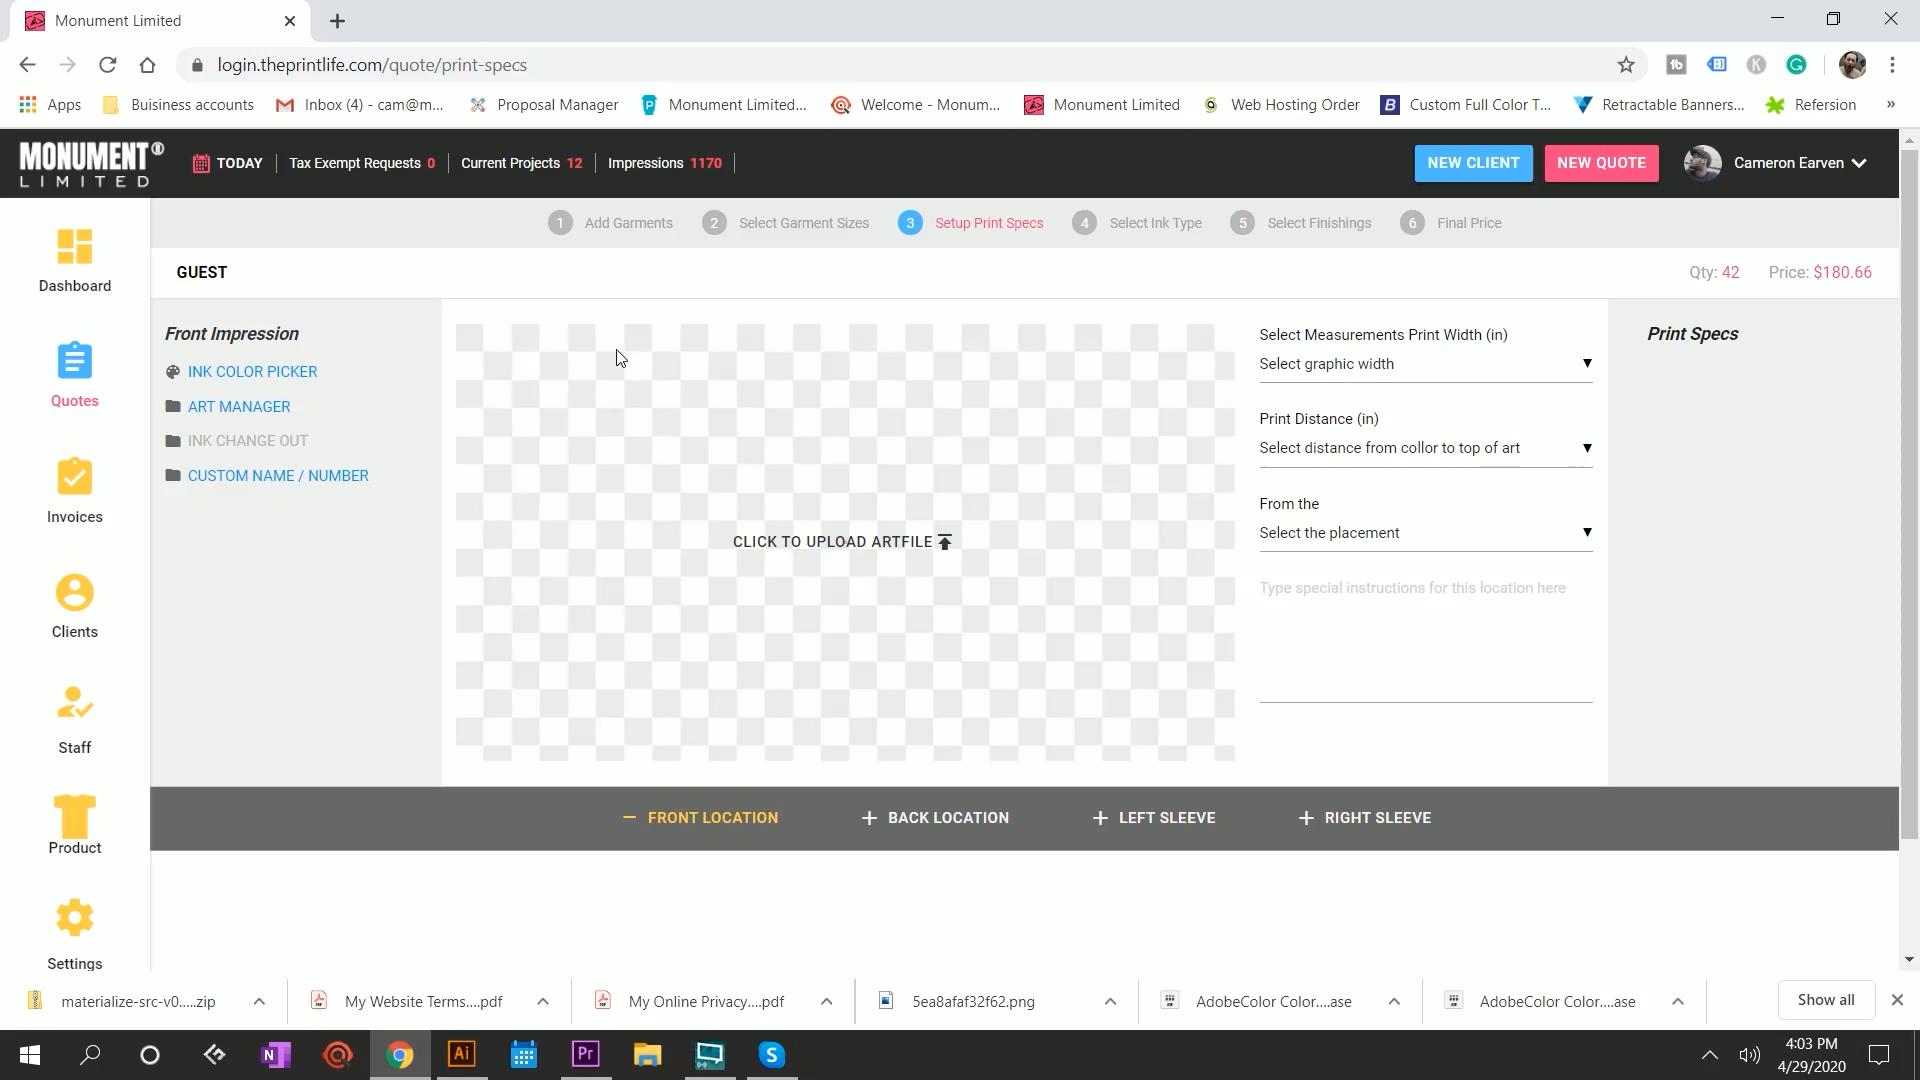 Monument Limited
login.theprintlife.com/quote/print-specs
Apps
Buisiness accounts
Inbox (4) - cam@m...
Proposal Manager
Monument Limited...
Welcome - Monum...
Monument Limited
Web Hosting Order
Custom Full Color T...
Retractable Banners...
Refersion
»
MONUMENT®
LIMITED
TODAY
Tax Exempt Requests 0
Current Projects 12
Impressions 1170
NEW CLIENT
NEW QUOTE
Cameron Earven
1 Add Garments
2 Select Garment Sizes
3 Setup Print Specs
4 Select Ink Type
5 Select Finishings
6 Final Price
GUEST
Qty: 42
Price: $180.66
Dashboard
Quotes
Invoices
Clients
Staff
Product
Settings
Front Impression
INK COLOR PICKER
ART MANAGER
INK CHANGE OUT
CUSTOM NAME / NUMBER
CLICK TO UPLOAD ARTFILE
Select Measurements Print Width (in)
Select graphic width
Print Distance (in)
Select distance from collor to top of art
From the
Select the placement
Type special instructions for this location here
Print Specs
FRONT LOCATION
BACK LOCATION
LEFT SLEEVE
RIGHT SLEEVE
materialize-src-v0.....zip
My Website Terms....pdf
My Online Privacy....pdf
5ea8afaf32f62.png
AdobeColor Color....ase
AdobeColor Color....ase
Show all
4:03 PM
4/29/2020